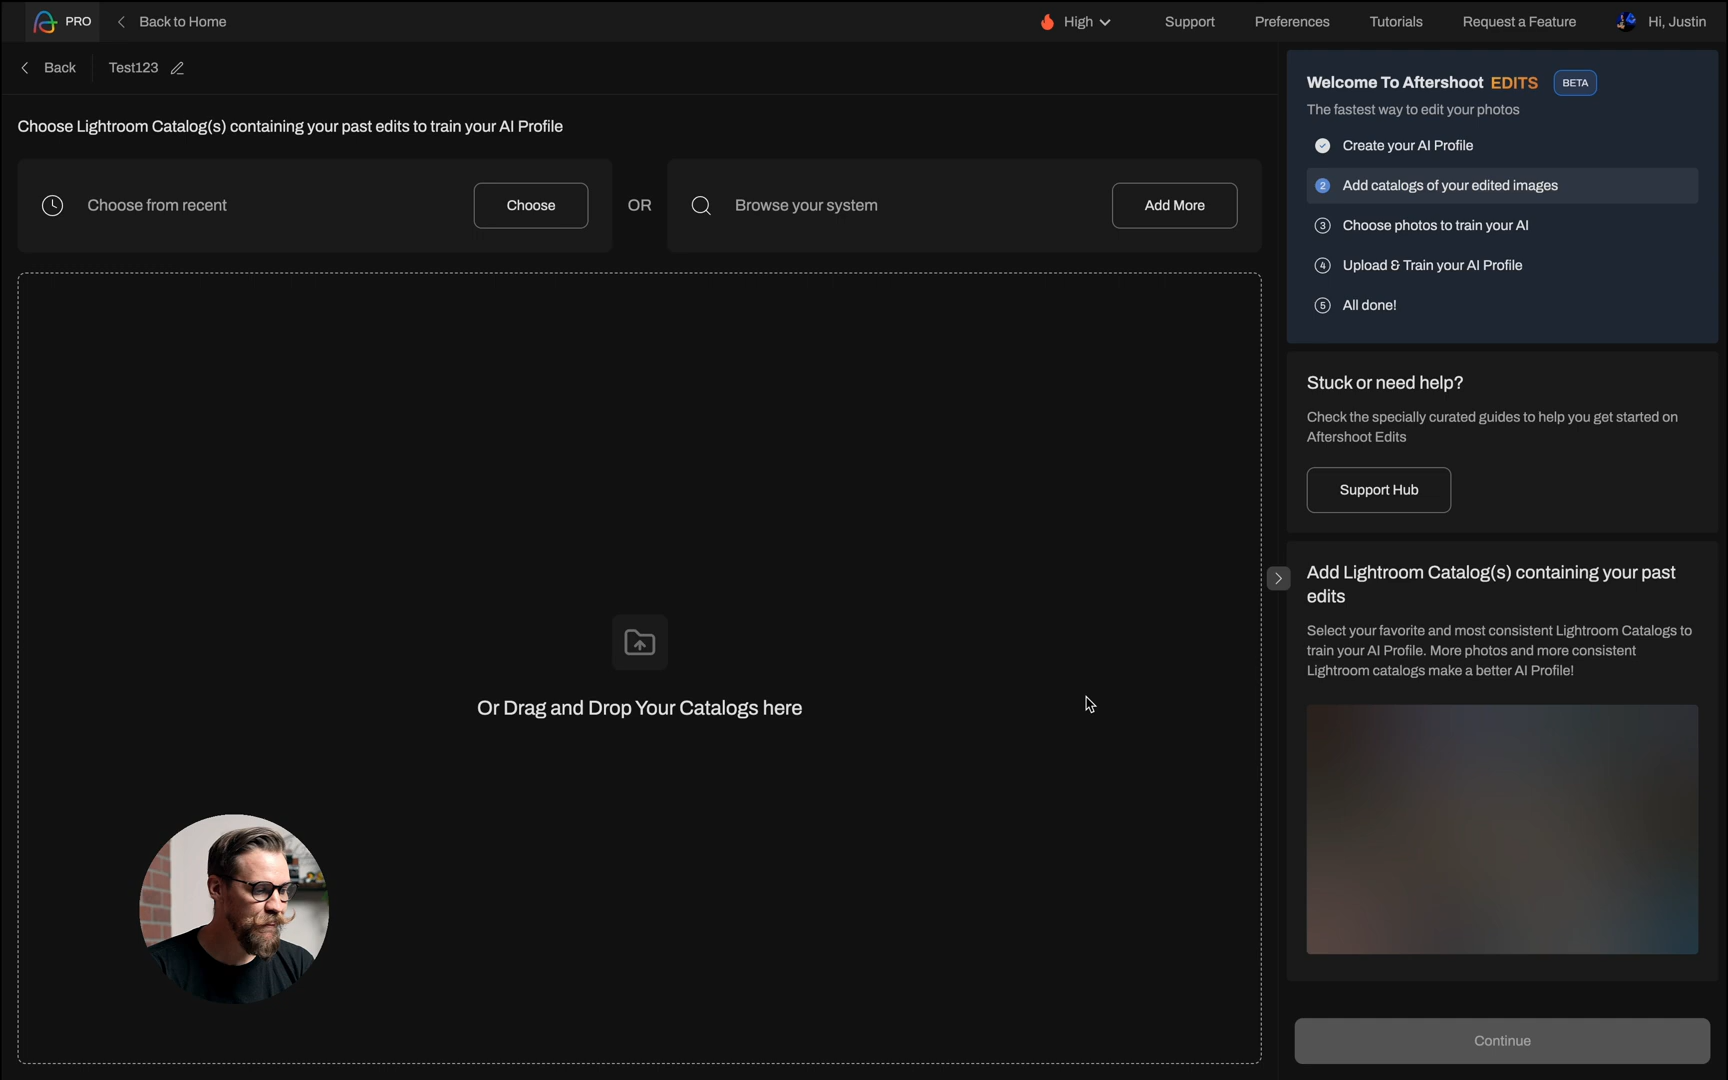 PRO
Back to Home
High
Support
Preferences
Tutorials
Request a Feature
Hi, Justin
Back
Test123
Choose Lightroom Catalog(s) containing your past edits to train your AI Profile
Choose from recent
Choose
OR
Browse your system
Add More
Or Drag and Drop Your Catalogs here
Welcome To Aftershoot EDITS BETA
The fastest way to edit your photos
Create your AI Profile
2 Add catalogs of your edited images
3 Choose photos to train your AI
4 Upload & Train your AI Profile
5 All done!
Stuck or need help?
Check the specially curated guides to help you get started on
Aftershoot Edits
Support Hub
Add Lightroom Catalog(s) containing your past
edits
Select your favorite and most consistent Lightroom Catalogs to
train your AI Profile. More photos and more consistent
Lightroom catalogs make a better AI Profile!
Continue